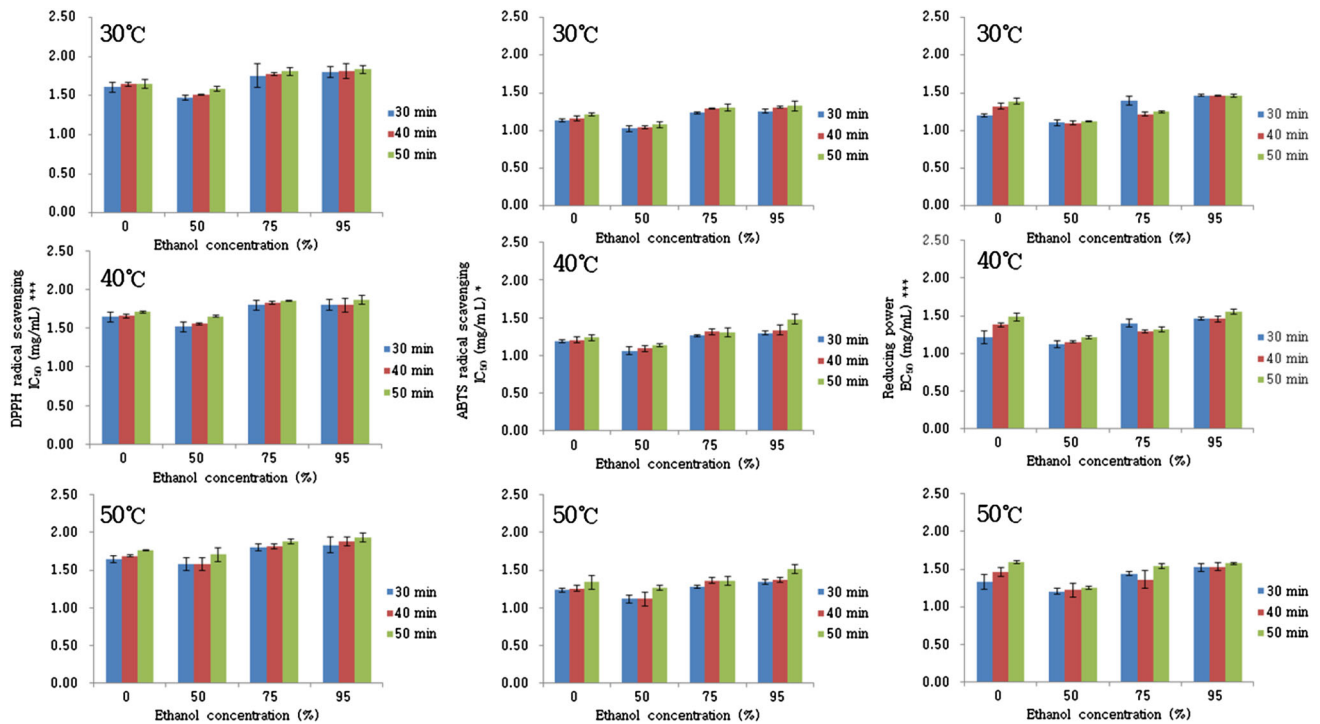 2.50
30℃
2.00
1.50
1.00
0.50
0.00
30 min
40 min
50 min
0 50 75 95
Ethanol concentration (%)
2.50
30℃
2.00
1.50
1.00
0.50
0.00
30 min
40 min
50 min
0 50 75 95
Ethanol concentration (%)
2.50
30℃
2.00
1.50
1.00
0.50
0.00
30 min
40 min
50 min
0 50 75 95
Ethanol concentration (%)
DPPH radical scavenging
IC50 (mg/mL) ***
2.50
40℃
2.00
1.50
1.00
0.50
0.00
30 min
40 min
50 min
0 50 75 95
Ethanol concentration (%)
ABTS radical scavenging
IC50 (mg/m L) *
2.50
40℃
2.00
1.50
1.00
0.50
0.00
30 min
40 min
50 min
0 50 75 95
Ethanol concentration (%)
Reducing power
EC50 (mg/mL) ***
2.50
40℃
2.00
1.50
1.00
0.50
0.00
30 min
40 min
50 min
0 50 75 95
Ethanol concentration (%)
2.50
50℃
2.00
1.50
1.00
0.50
0.00
30 min
40 min
50 min
0 50 75 95
Ethanol concentration (%)
2.50
50℃
2.00
1.50
1.00
0.50
0.00
30 min
40 min
50 min
0 50 75 95
Ethanol concentration (%)
2.50
50℃
2.00
1.50
1.00
0.50
0.00
30 min
40 min
50 min
0 50 75 95
Ethanol concentration (%)